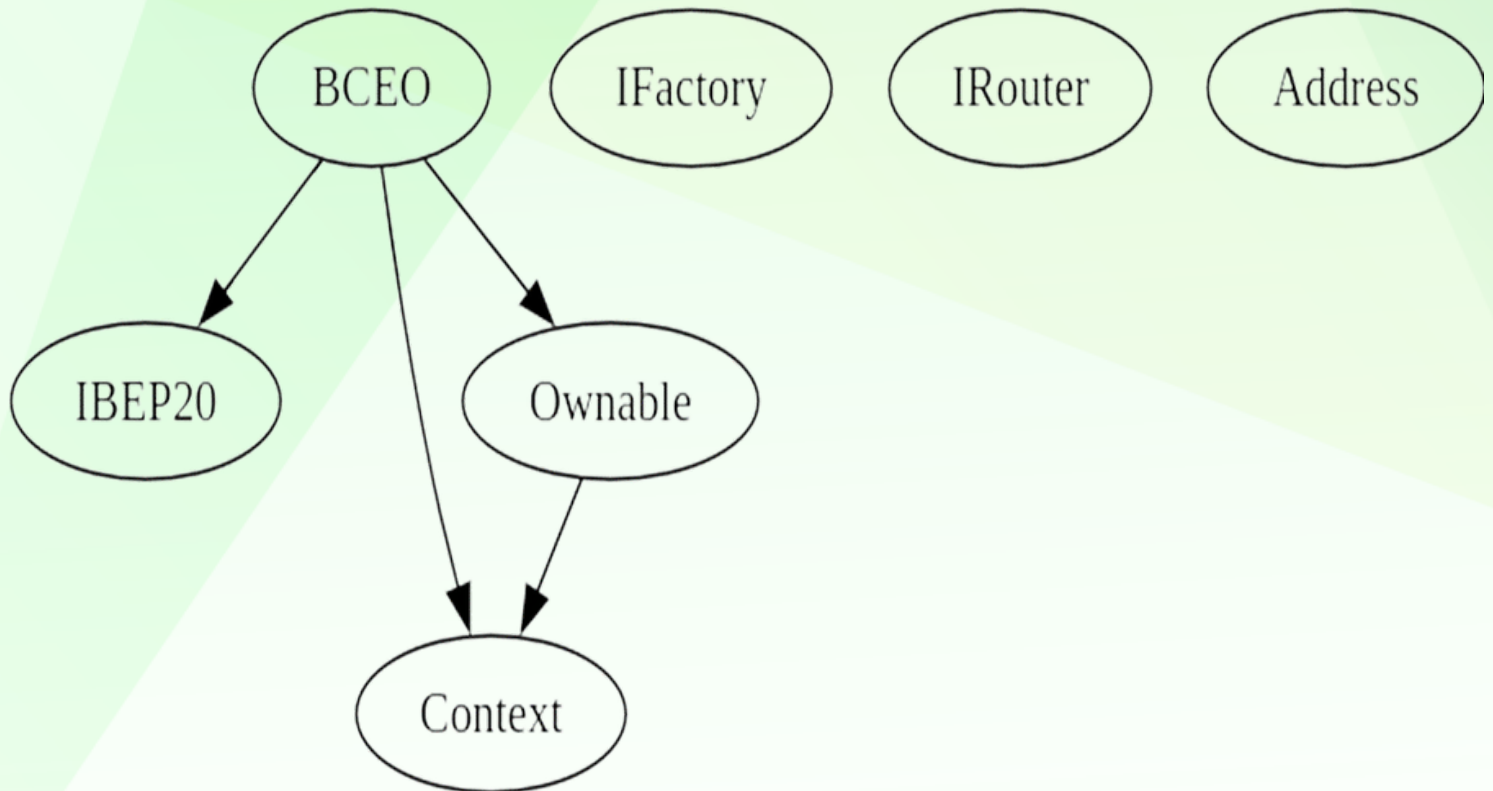 BCEO
IFactory
IRouter
Address
IBEP20
Ownable
Context